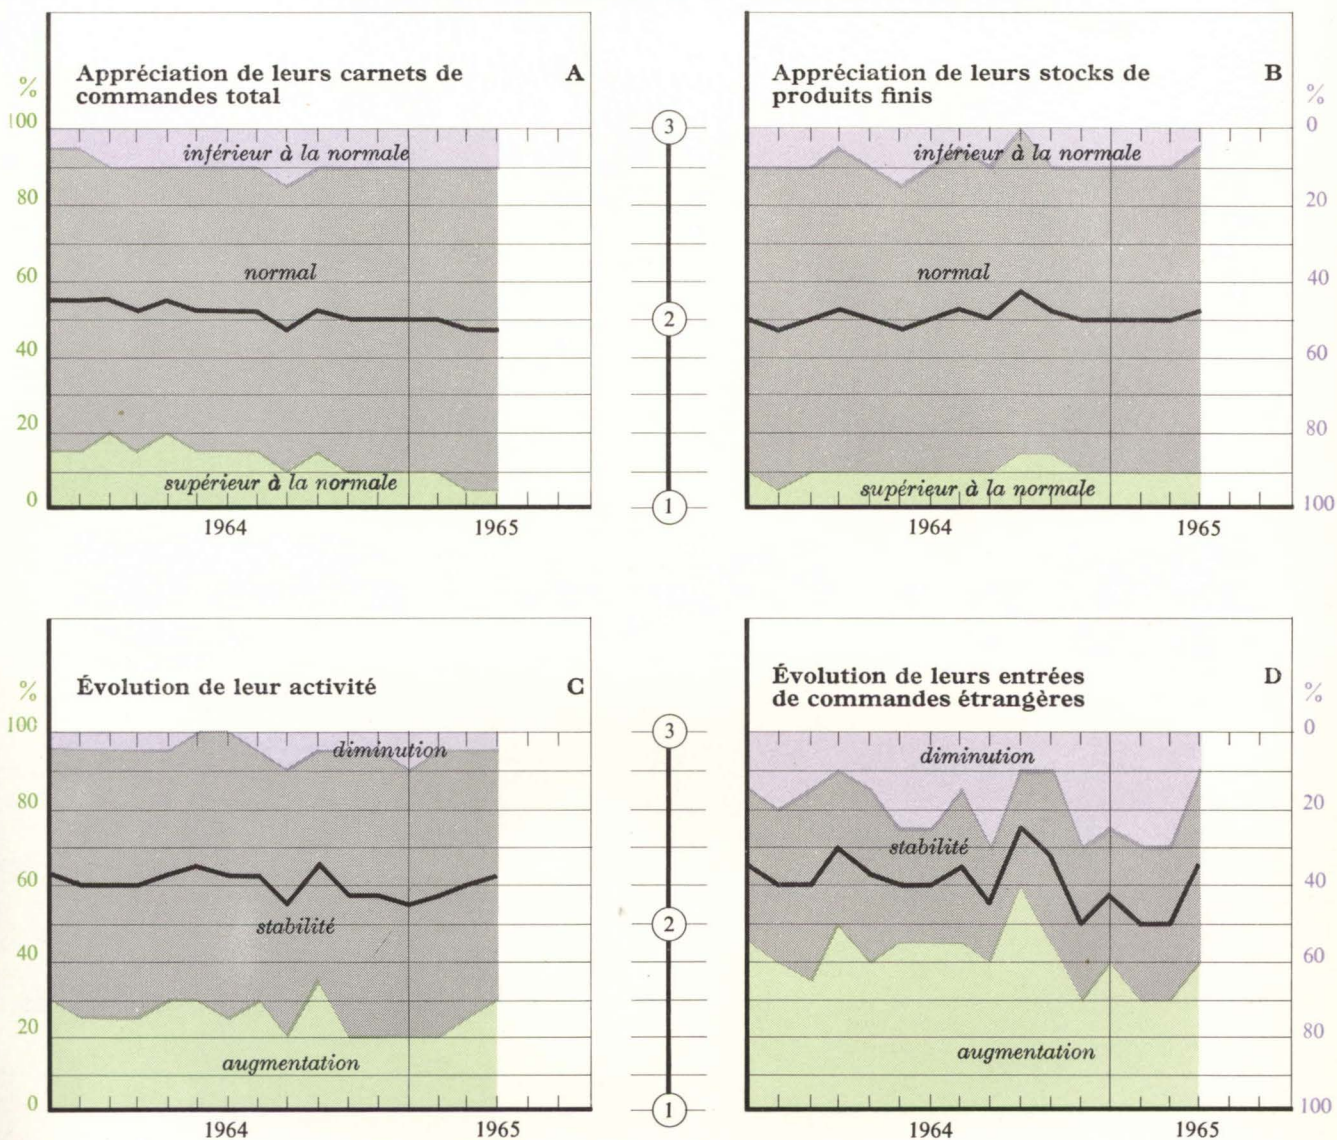 Appréciation de leurs carnets de
commandes total
A
%
100
80
60
40
20
0
inférieur à la normale
normal
supérieur à la normale
1964
1965
3
2
1
Appréciation de leurs stocks de
produits finis
B
%
0
20
40
60
80
100
inférieur à la normale
normal
supérieur à la normale
1964
1965
Évolution de leur activité
C
%
100
80
60
40
20
0
diminution
stabilité
augmentation
1964
1965
3
2
1
Évolution de leurs entrées
de commandes étrangères
D
%
0
20
40
60
80
100
diminution
stabilité
augmentation
1964
1965